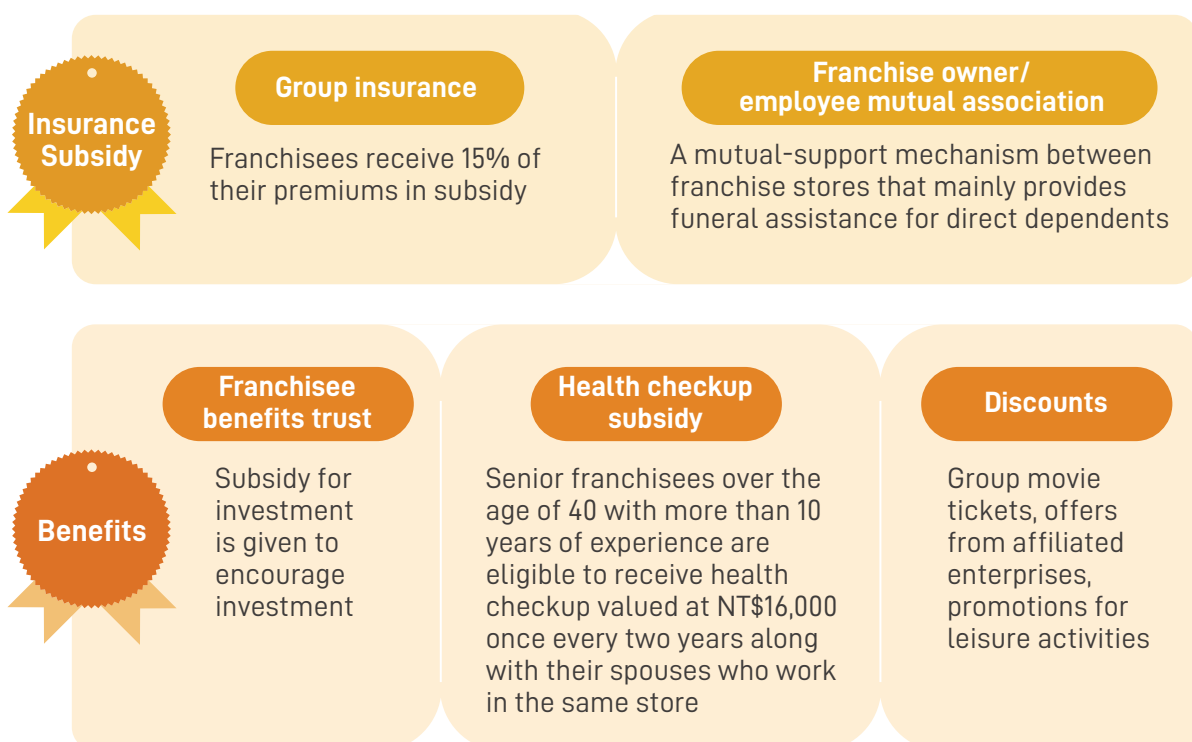 Insurance
Subsidy
Group insurance
Franchisees receive 15% of
their premiums in subsidy
Franchise owner/
employee mutual association
A mutual-support mechanism between
franchise stores that mainly provides
funeral assistance for direct dependents
Benefits
Franchisee
benefits trust
Subsidy for
investment
is given to
encourage
investment
Health checkup
subsidy
Senior franchisees over the
age of 40 with more than 10
years of experience are
eligible to receive health
checkup valued at NT$16,000
once every two years along
with their spouses who work
in the same store
Discounts
Group movie
tickets, offers
from affiliated
enterprises,
promotions for
leisure activities